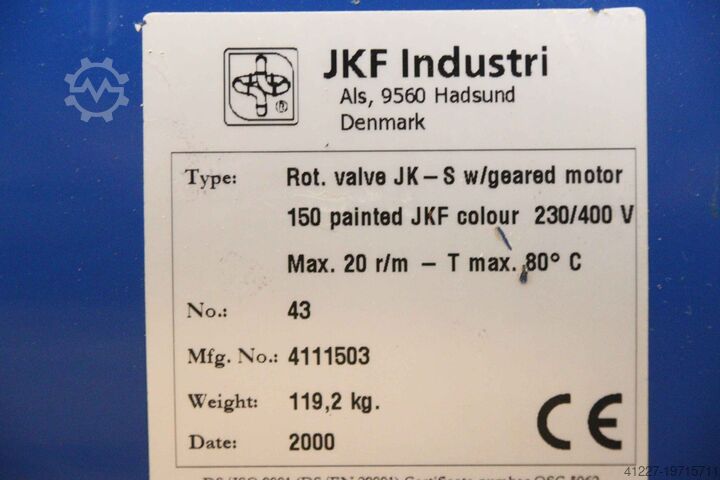 JKF Industri
Als, 9560 Hadsund
Denmark
®
Type: Rot. valve JK-S w/geared motor
150 painted JKF colour 230/400 V
Max. 20 r/m - T max. 80° C
No.: 43
Mfg. No.: 4111503
Weight: 119,2 kg.
Date: 2000
CE
41227-19715711